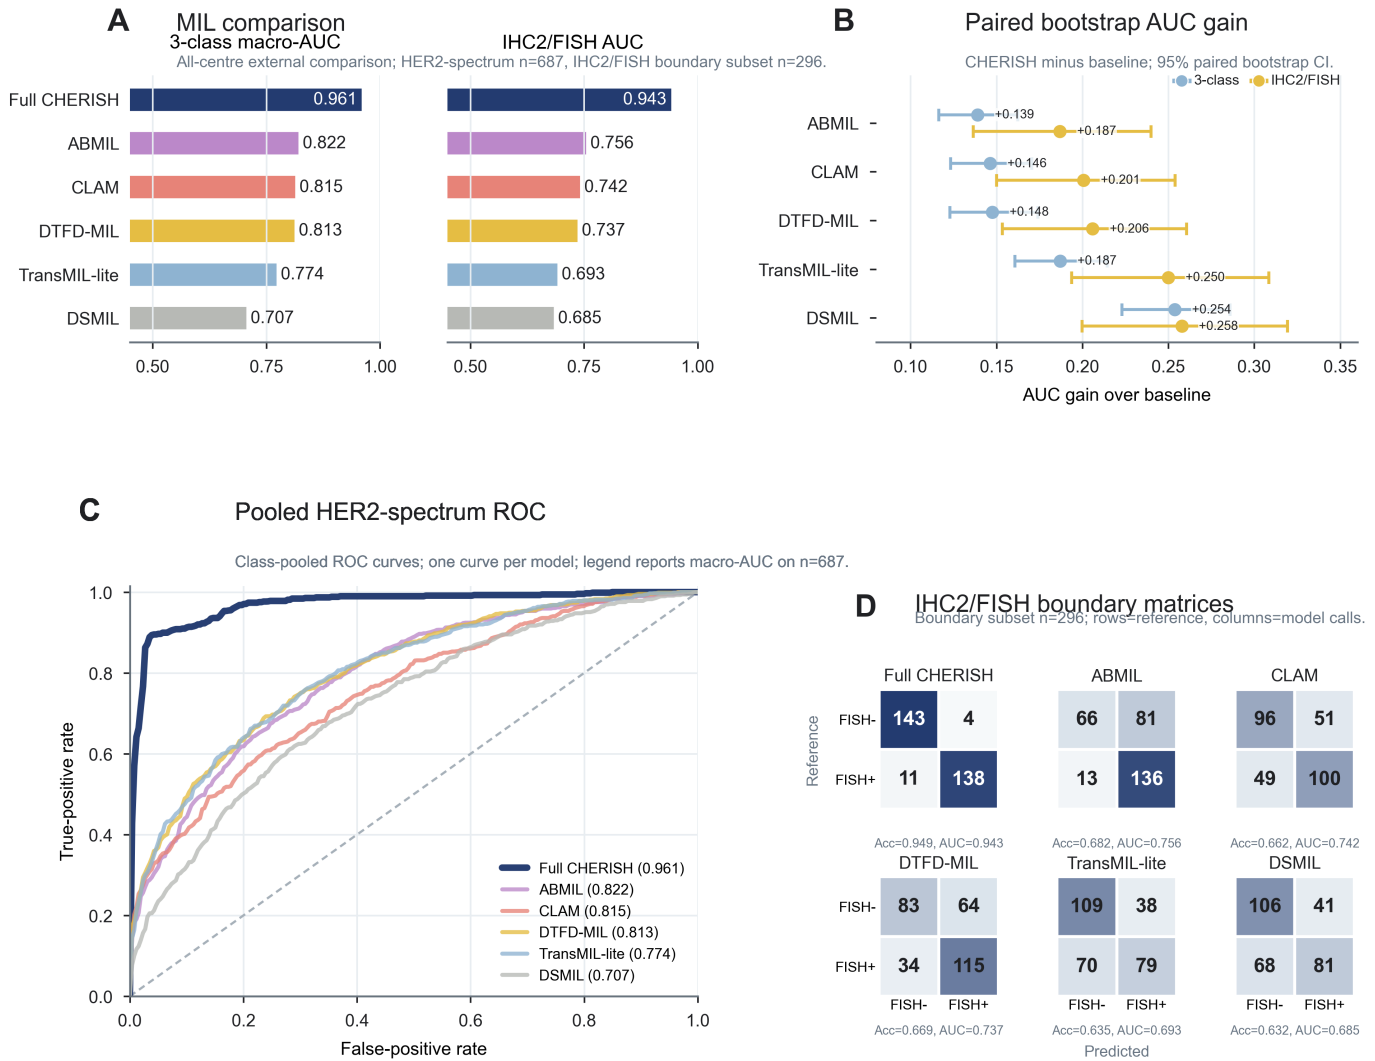 A
MIL comparison
3-class macro-AUC
IHC2/FISH AUC
All-centre external comparison; HER2-spectrum n=687, IHC2/FISH boundary subset n=296.
Full CHERISH
0.961
0.943
ABMIL
0.822
0.756
CLAM
0.815
0.742
DTFD-MIL
0.813
0.737
TransMIL-lite
0.774
0.693
DSMIL
0.707
0.685
0.50 0.75 1.00
0.50 0.75 1.00
B
Paired bootstrap AUC gain
CHERISH minus baseline; 95% paired bootstrap CI.
3-class
IHC2/FISH
ABMIL
+0.139
+0.187
CLAM
+0.146
+0.201
DTFD-MIL
+0.148
+0.206
TransMIL-lite
+0.187
+0.250
DSMIL
+0.254
+0.258
0.10 0.15 0.20 0.25 0.30 0.35
AUC gain over baseline
C
Pooled HER2-spectrum ROC
Class-pooled ROC curves; one curve per model; legend reports macro-AUC on n=687.
True-positive rate
1.0
0.8
0.6
0.4
0.2
0.0
Full CHERISH (0.961)
ABMIL (0.822)
CLAM (0.815)
DTFD-MIL (0.813)
TransMIL-lite (0.774)
DSMIL (0.707)
0.0 0.2 0.4 0.6 0.8 1.0
False-positive rate
D
IHC2/FISH boundary matrices
Boundary subset n=296; rows=reference, columns=model calls.
Reference
Full CHERISH
FISH-
143 4
FISH+
11 138
Acc=0.949, AUC=0.943
ABMIL
66 81
13 136
Acc=0.682, AUC=0.756
CLAM
96 51
49 100
Acc=0.662, AUC=0.742
DTFD-MIL
FISH-
83 64
FISH+
34 115
FISH- FISH+
Acc=0.669, AUC=0.737
TransMIL-lite
109 38
70 79
FISH- FISH+
Acc=0.635, AUC=0.693
DSMIL
106 41
68 81
FISH- FISH+
Acc=0.632, AUC=0.685
Predicted